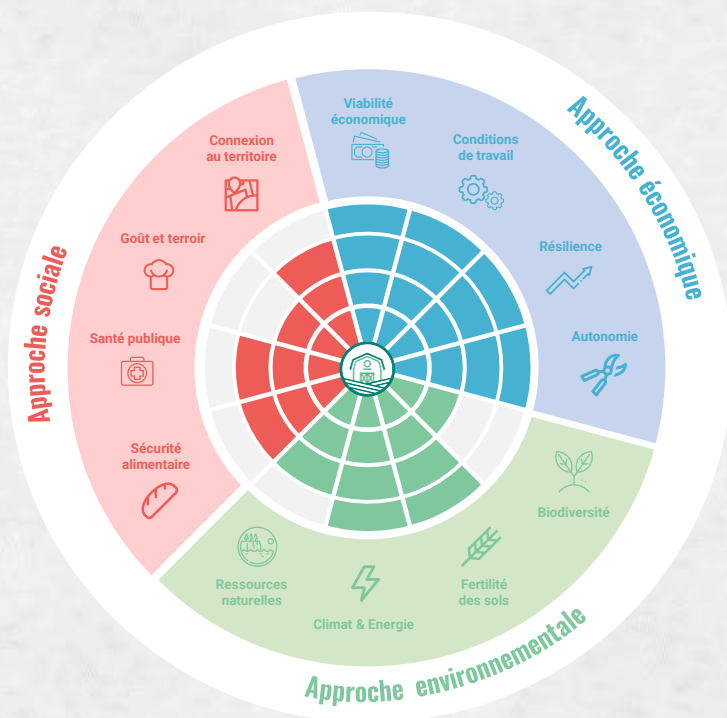 Approche économique
Viabilité
économique
Conditions
de travail
Résilience
Autonomie
Approche sociale
Connexion
au territoire
Goût et terroir
Santé publique
Sécurité
alimentaire
Biodiversité
Fertilité
des sols
Climat & Energie
Ressources
naturelles
Approche environnementale